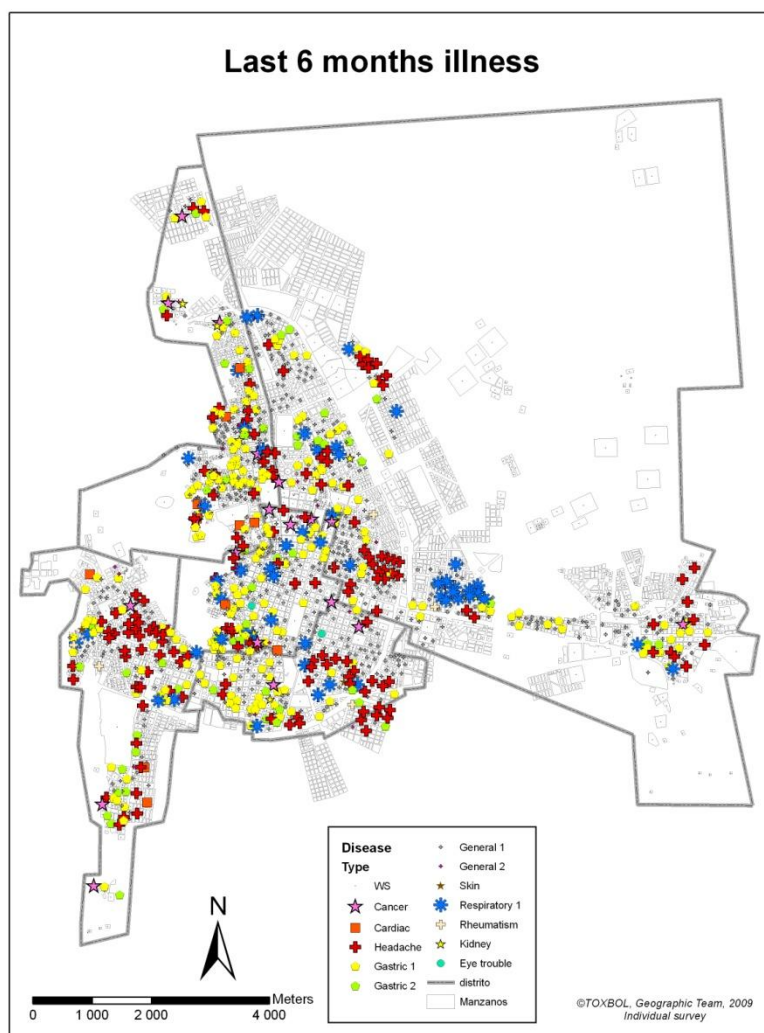 Last 6 months illness
Disease
Type
WS
Cancer
Cardiac
Headache
Gastric 1
Gastric 2
General 1
General 2
Skin
Respiratory 1
Rheumatism
Kidney
Eye trouble
distrito
Manzanos
N
Meters
0 1 000 2 000 4 000
©TOXBOL, Geographic Team, 2009
Individual survey